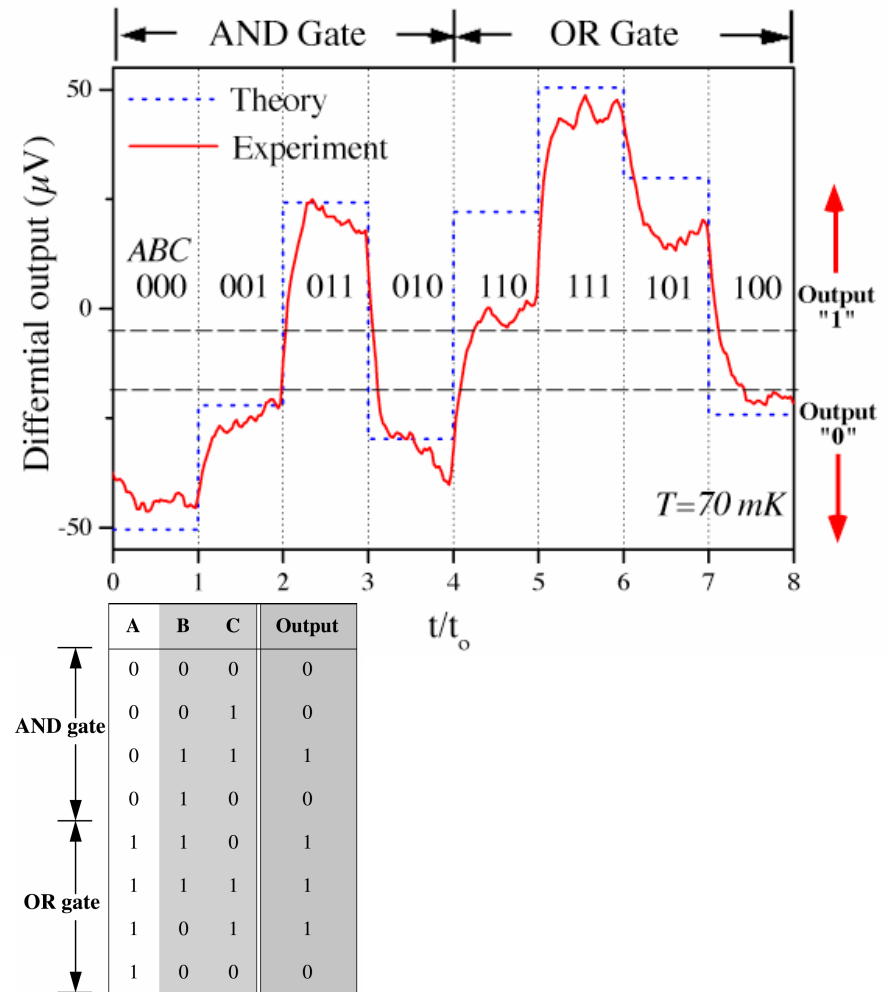 AND Gate OR Gate
50
Theory
Experiment
Differntial output (μV)
ABC
000 001 011 010 110 111 101 100
0
Output
"1"
Output
"0"
T=70 mK
-50
0 1 2 3 4 5 6 7 8
t/to
A B C Output
0 0 0 0
0 0 1 0
AND gate
0 1 1 1
0 1 0 0
1 1 0 1
1 1 1 1
OR gate
1 0 1 1
1 0 0 0